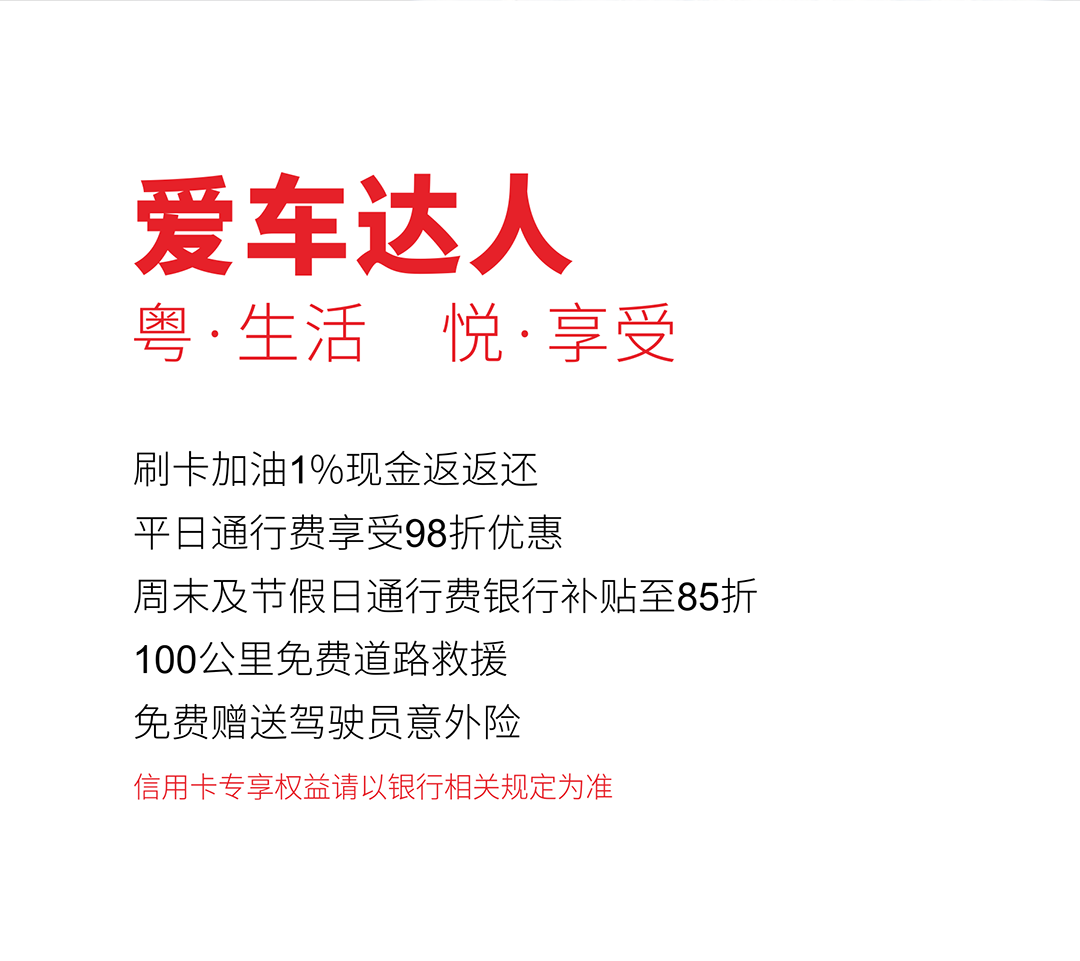 爱车达人
粤·生活 悦·享受
刷卡加油1%现金返返还
平日通行费享受98折优惠
周末及节假日通行费银行补贴至85折
100公里免费道路救援
免费赠送驾驶员意外险
信用卡专享权益请以银行相关规定为准